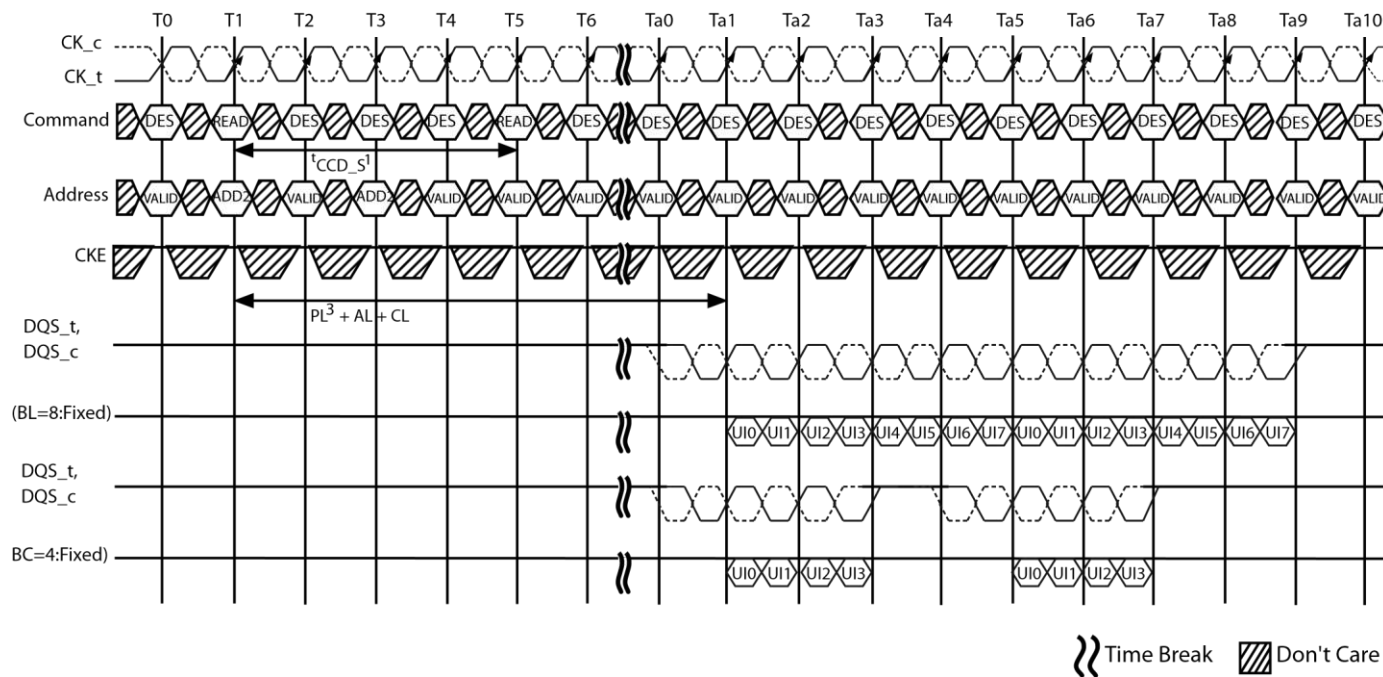 T0 T1 T2 T3 T4 T5 T6 Ta0 Ta1 Ta2 Ta3 Ta4 Ta5 Ta6 Ta7 Ta8 Ta9 Ta10
CK_c
CK_t
Command DES READ DES DES DES READ DES DES DES DES DES DES DES DES DES DES DES DES
tCCD_S1
Address VALID ADD2 VALID ADD2 VALID VALID VALID VALID VALID VALID VALID VALID VALID VALID VALID VALID VALID VALID
CKE
PL3 + AL + CL
DQS_t,
DQS_c
(BL=8:Fixed)
UI0 UI1 UI2 UI3 UI4 UI5 UI6 UI7 UI0 UI1 UI2 UI3 UI4 UI5 UI6 UI7
DQS_t,
DQS_c
BC=4:Fixed)
UI0 UI1 UI2 UI3 UI0 UI1 UI2 UI3
Time Break Don't Care